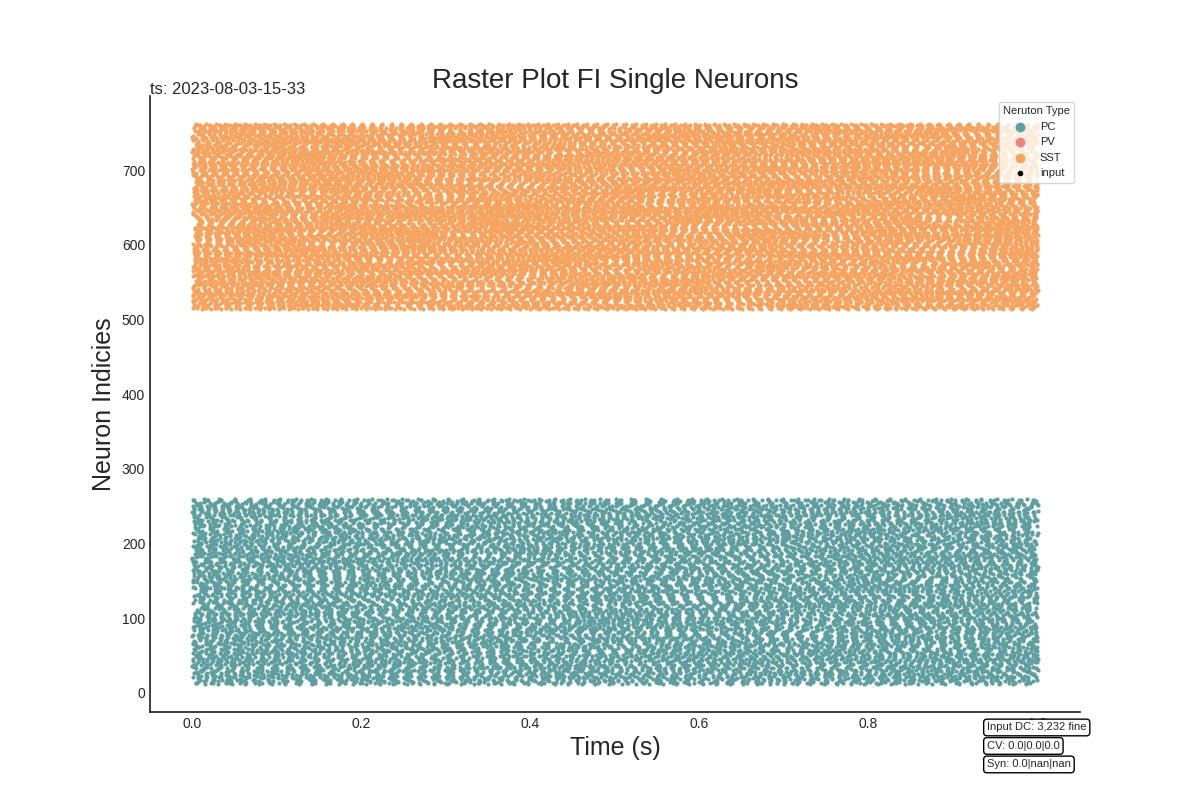 Raster Plot FI Single Neurons
ts: 2023-08-03-15-33
Neruton Type
PC
PV
SST
input
Neuron Indicies
700
600
500
400
300
200
100
0
0.0 0.2 0.4 0.6 0.8
Time (s)
Input DC: 3,232 fine
CV: 0.0|0.0|0.0
Syn: 0.0|nan|nan